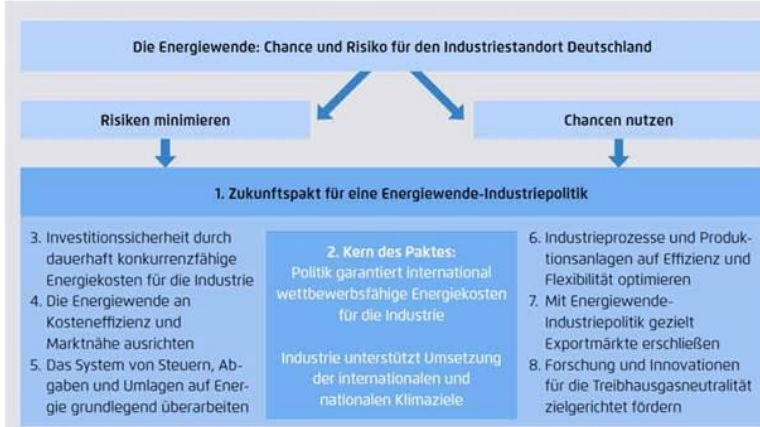 Die Energiewende: Chance und Risiko für den Industriestandort Deutschland
Risiken minimieren
Chancen nutzen
1. Zukunftspakt für eine Energiewende-Industriepolitik
3. Investitionssicherheit durch
dauerhaft konkurrenzfähige
Energiekosten für die Industrie
4. Die Energiewende an
Kosteneffizienz und
Marktnähe ausrichten
5. Das System von Steuern, Ab-
gaben und Umlagen auf Ener-
gie grundlegend überarbeiten
2. Kern des Paktes:
Politik garantiert international
wettbewerbsfähige Energiekosten
für die Industrie
Industrie unterstützt Umsetzung
der internationalen und
nationalen Klimaziele
6. Industrieprozesse und Produk-
tionsanlagen auf Effizienz und
Flexibilität optimieren
7. Mit Energiewende-
Industriepolitik gezielt
Exportmärkte erschließen
8. Forschung und Innovationen
für die Treibhausgasneutralität
zielgerichtet fördern